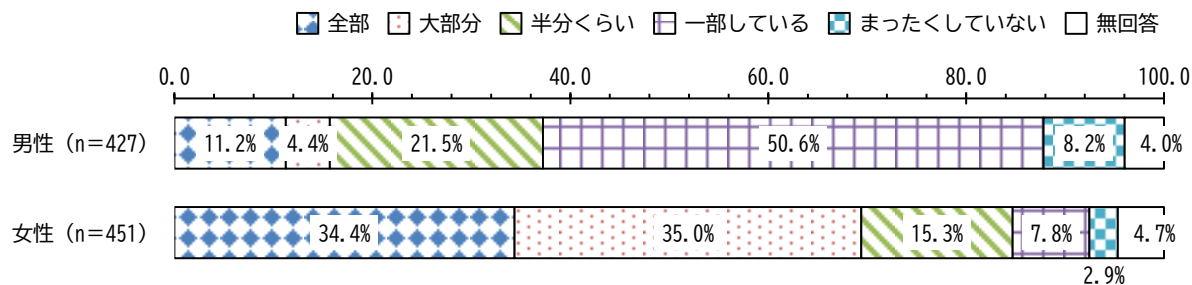 全部 大部分 半分くらい 一部している まったくしていない 無回答
0.0 20.0 40.0 60.0 80.0 100.0
男性（n＝427） 11.2% 4.4% 21.5% 50.6% 8.2% 4.0%
女性（n＝451） 34.4% 35.0% 15.3% 7.8% 4.7%
2.9%